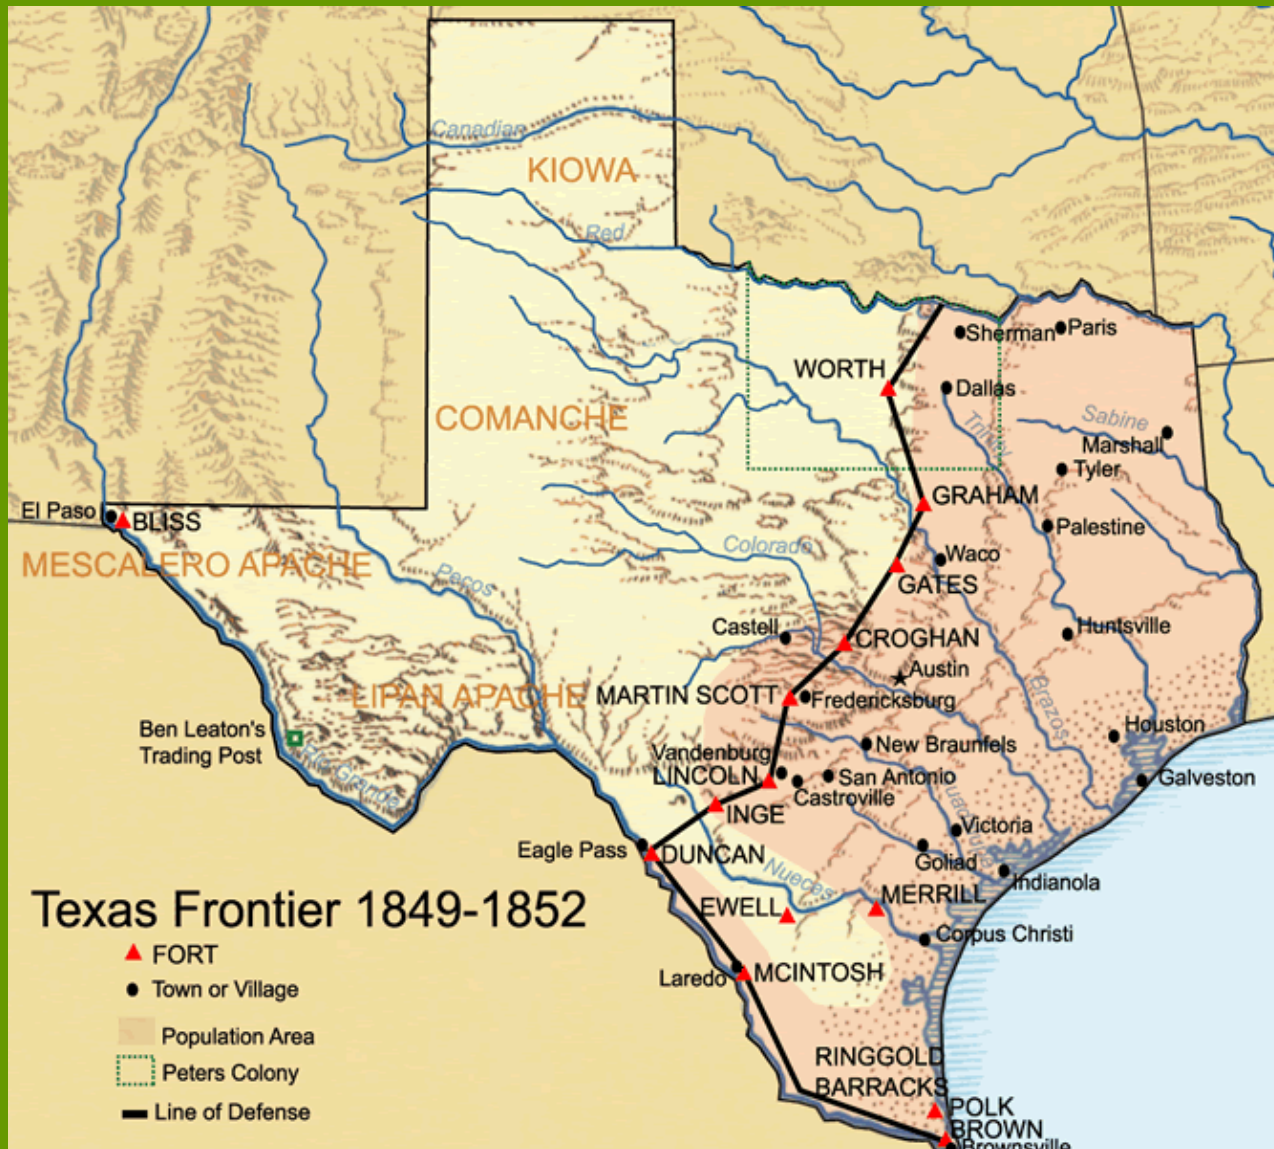 Canadian
KIOWA
Red
Sherman
Paris
WORTH
Dallas
COMANCHE
Trinity
Sabine
Marshall
Tyler
GRAHAM
El Paso
BLISS
Palestine
Colorado
Waco
MESCALERO APACHE
Pecos
GATES
Castell
CROGHAN
Huntsville
Austin
LIPAN APACHE
MARTIN SCOTT
Fredericksburg
Brazos
Ben Leaton's
Trading Post
Rio Grande
Houston
New Braunfels
Vandenburg
LINCOLN
San Antonio
Castroville
Galveston
INGE
Guadalupe
Victoria
Eagle Pass
DUNCAN
Goliad
Indianola
Nueces
MERRILL
EWELL
Corpus Christi
Texas Frontier 1849-1852
FORT
Laredo
MCINTOSH
Town or Village
Population Area
RINGGOLD
BARRACKS
Peters Colony
Line of Defense
POLK
BROWN
Brownsville